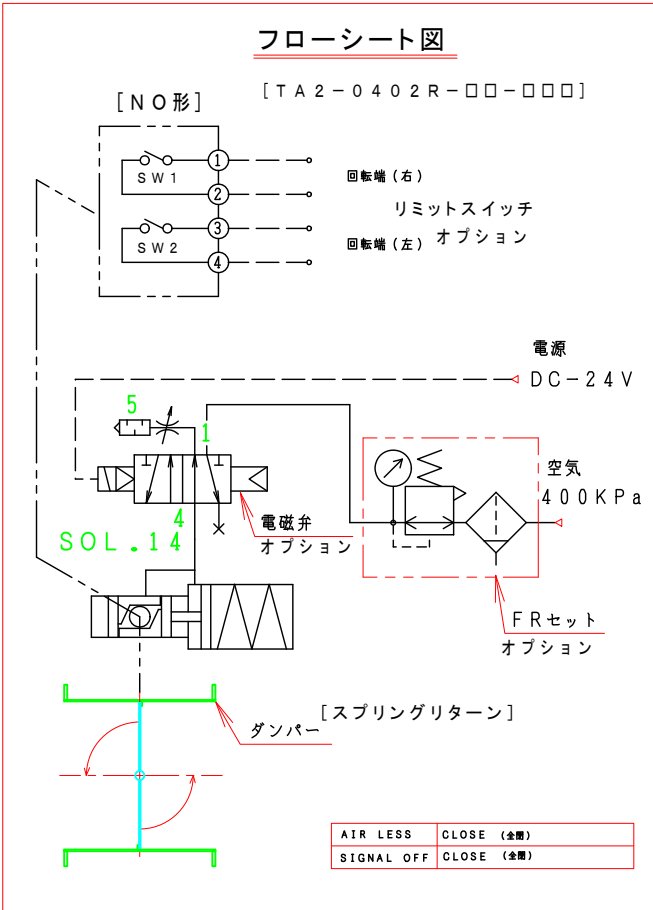 フローシート図
[TA2-0402R-□□-□□□]
[NO形]
SW1
SW2
1
2
3
4
回転端(右)
リミットスイッチ
オプション
回転端(左)
電源
DC-24V
5
1
4
SOL.14
電磁弁
オプション
空気
400KPa
FRセット
オプション
[スプリングリターン]
ダンパー
AIR LESS CLOSE (全閉)
SIGNAL OFF CLOSE (全閉)